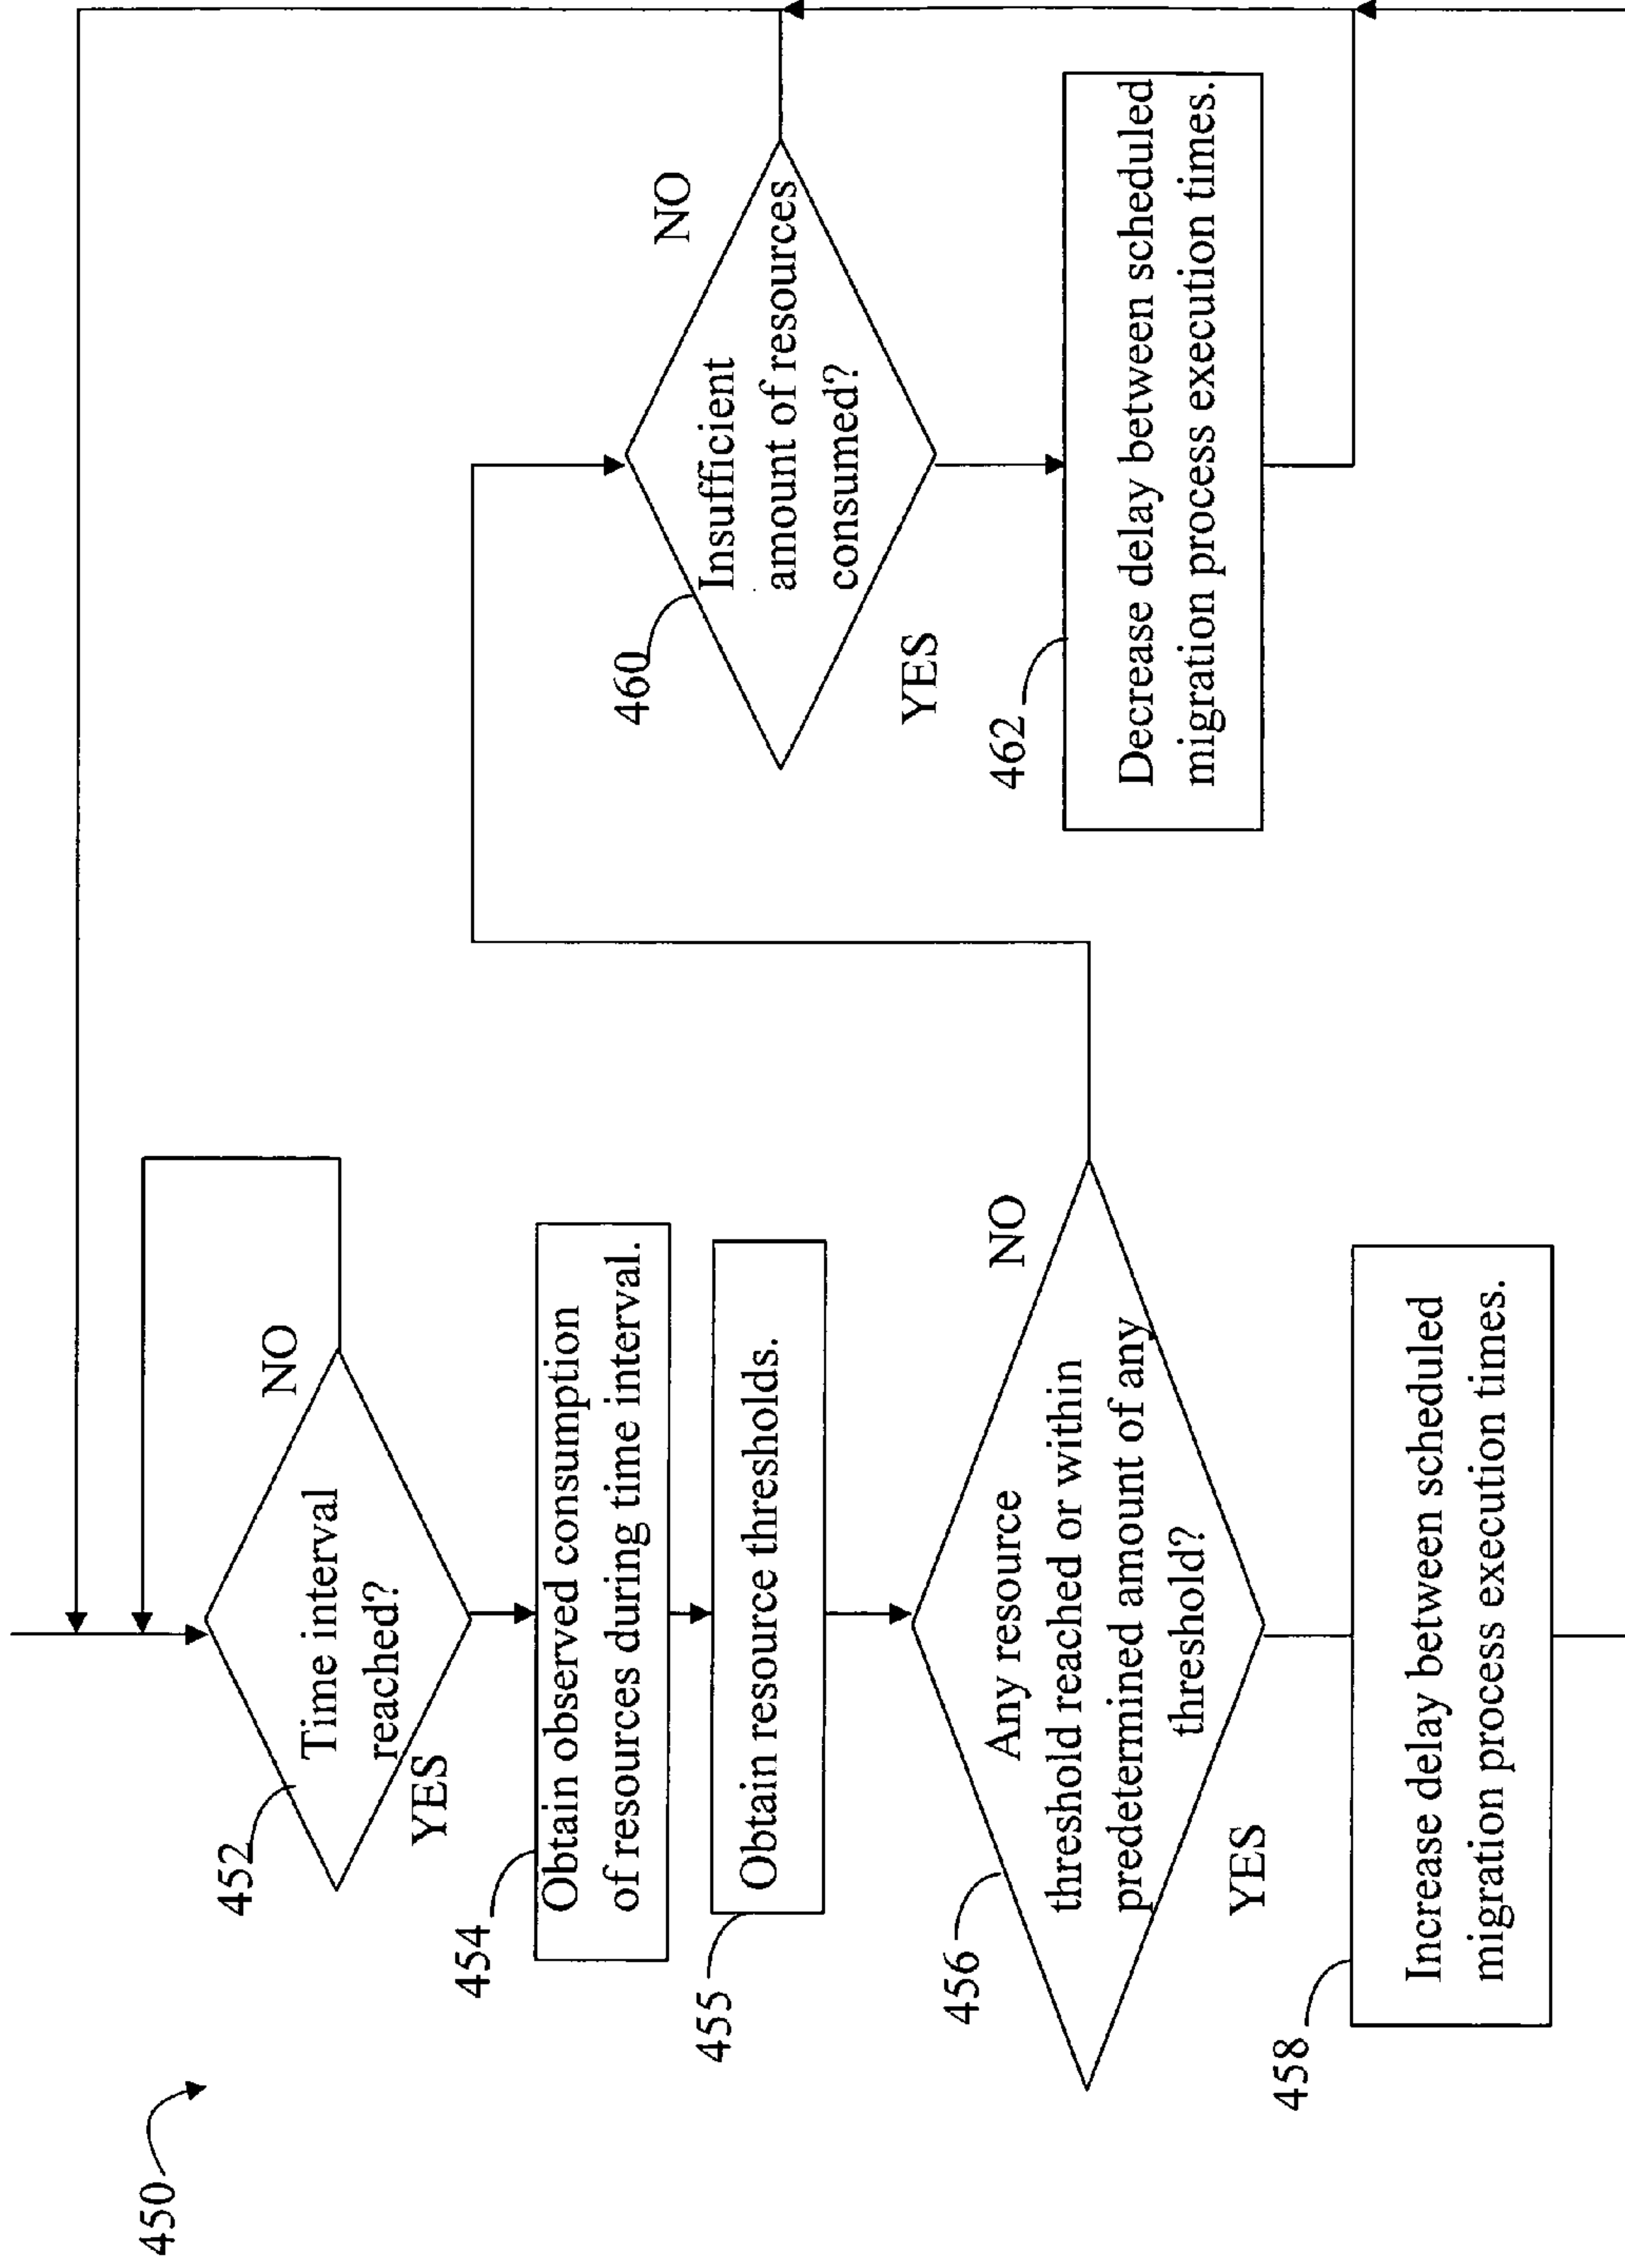 450
452
Time interval
reached?
NO
YES
454
Obtain observed consumption
of resources during time interval.
455
Obtain resource thresholds.
456
Any resource
threshold reached or within
predetermined amount of any
threshold?
NO
YES
458
Increase delay between scheduled
migration process execution times.
460
Insufficient
amount of resources
consumed?
NO
YES
462
Decrease delay between scheduled
migration process execution times.